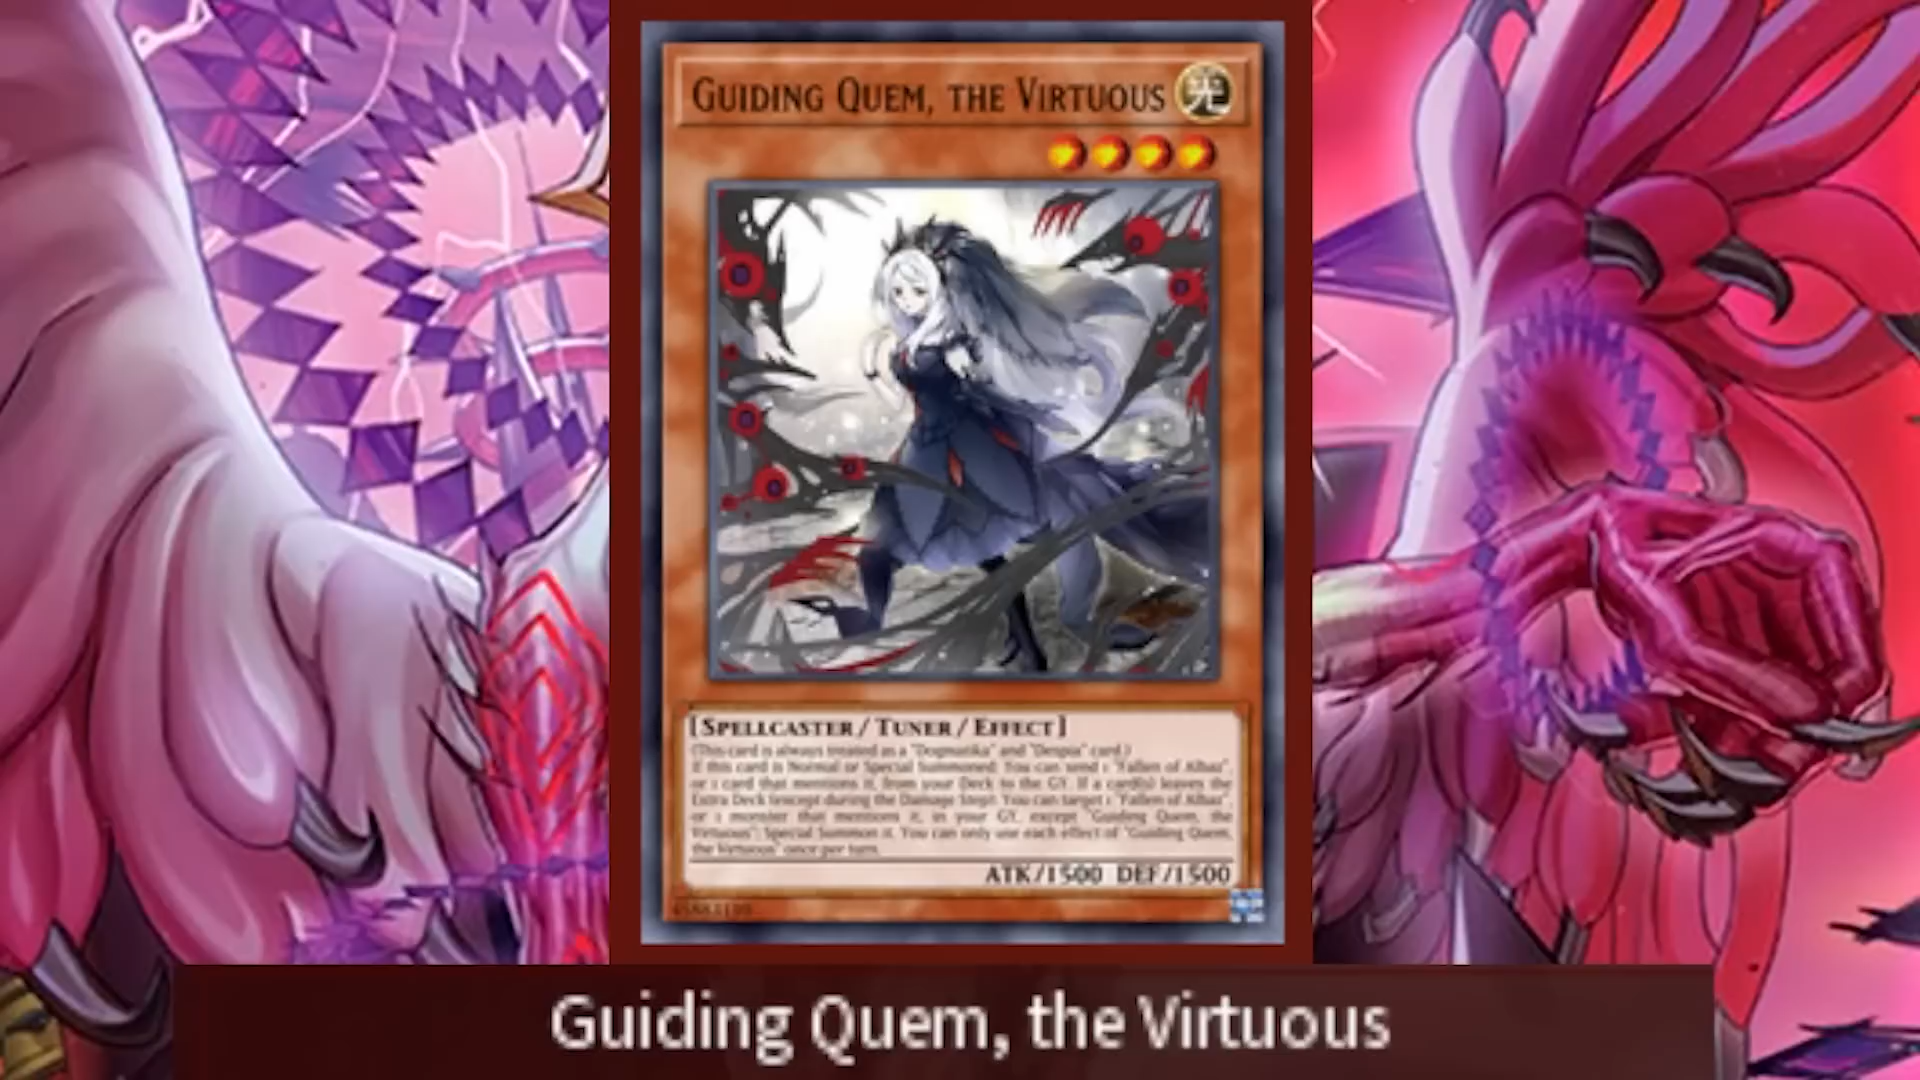 Guiding Quem, the Virtuous
光
[Spellcaster / Tuner / Effect]
(This card is always treated as a "Dogmatika" and "Despia" card.)
If this card is Normal or Special Summoned: You can send 1 "Fallen of Albaz",
or 1 card that mentions it, from your Deck to the GY. If a card(s) leaves the
Extra Deck (except during the Damage Step): You can target 1 "Fallen of Albaz",
or 1 monster that mentions it, in your GY, except "Guiding Quem, the
Virtuous"; Special Summon it. You can only use each effect of "Guiding Quem,
the Virtuous" once per turn.
ATK/1500 DEF/1500
Guiding Quem, the Virtuous